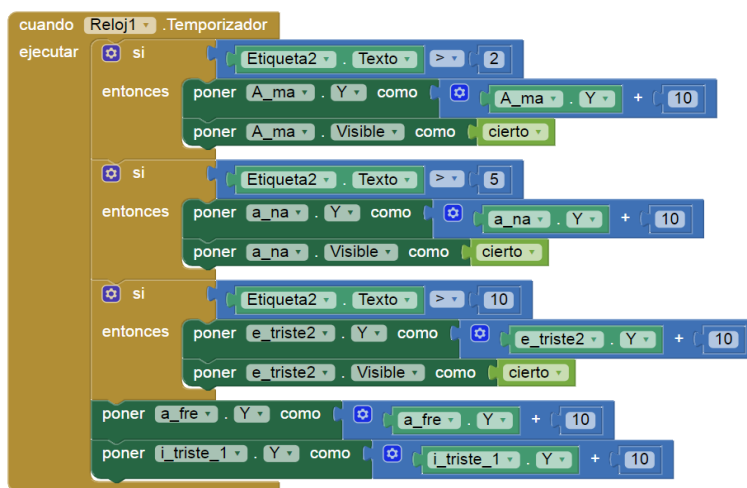 cuando Reloj1 .Temporizador
ejecutar si Etiqueta2 . Texto > 2
entonces poner A_ma . Y como A_ma . Y + 10
poner A_ma . Visible como cierto
si Etiqueta2 . Texto > 5
entonces poner a_na . Y como a_na . Y + 10
poner a_na . Visible como cierto
si Etiqueta2 . Texto > 10
entonces poner e_triste2 . Y como e_triste2 . Y + 10
poner e_triste2 . Visible como cierto
poner a_fre . Y como a_fre . Y + 10
poner i_triste_1 . Y como i_triste_1 . Y + 10